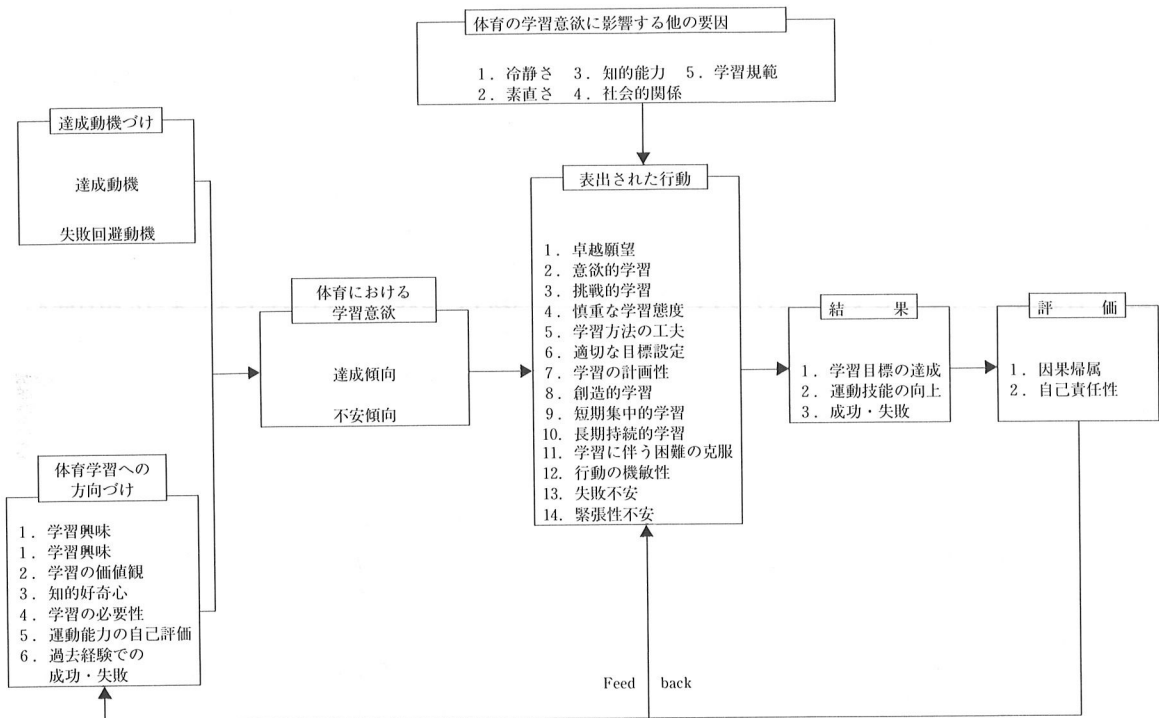 体育の学習意欲に影響する他の要因
1．冷静さ 3．知的能力 5．学習規範
2．素直さ 4．社会的関係
達成動機づけ
達成動機
失敗回避動機
体育学習への
方向づけ
1．学習興味
1．学習興味
2．学習の価値観
3．知的好奇心
4．学習の必要性
5．運動能力の自己評価
6．過去経験での
成功・失敗
体育における
学習意欲
達成傾向
不安傾向
表出された行動
1．卓越願望
2．意欲的学習
3．挑戦的学習
4．慎重な学習態度
5．学習方法の工夫
6．適切な目標設定
7．学習の計画性
8．創造的学習
9．短期集中的学習
10．長期持続的学習
11．学習に伴う困難の克服
12．行動の機敏性
13．失敗不安
14．緊張性不安
結　果
1．学習目標の達成
2．運動技能の向上
3．成功・失敗
評　価
1．因果帰属
2．自己責任性
Feed back